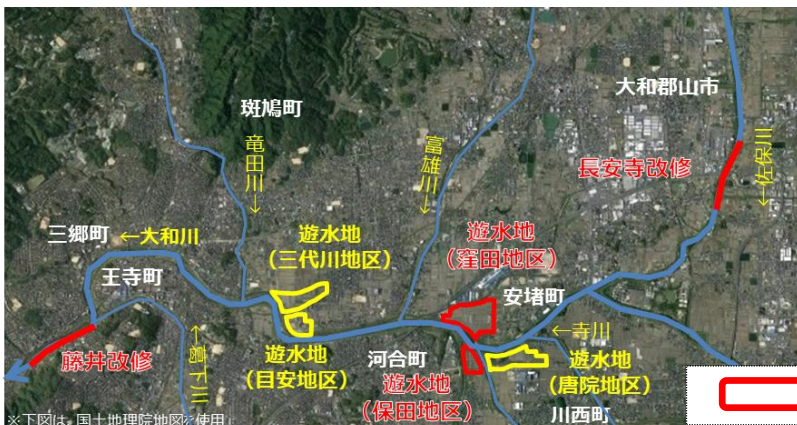 大和郡山市
斑鳩町
竜田川→
富雄川→
長安寺改修
←佐保川
三郷町
←大和川
遊水地
(三代川地区)
遊水地
(窪田地区)
王寺町
安堵町
←寺川
藤井改修
←葛下川
遊水地
(目安地区)
河合町
遊水地
(保田地区)
遊水地
(唐院地区)
川西町
※下図は、国土地理院地図を使用